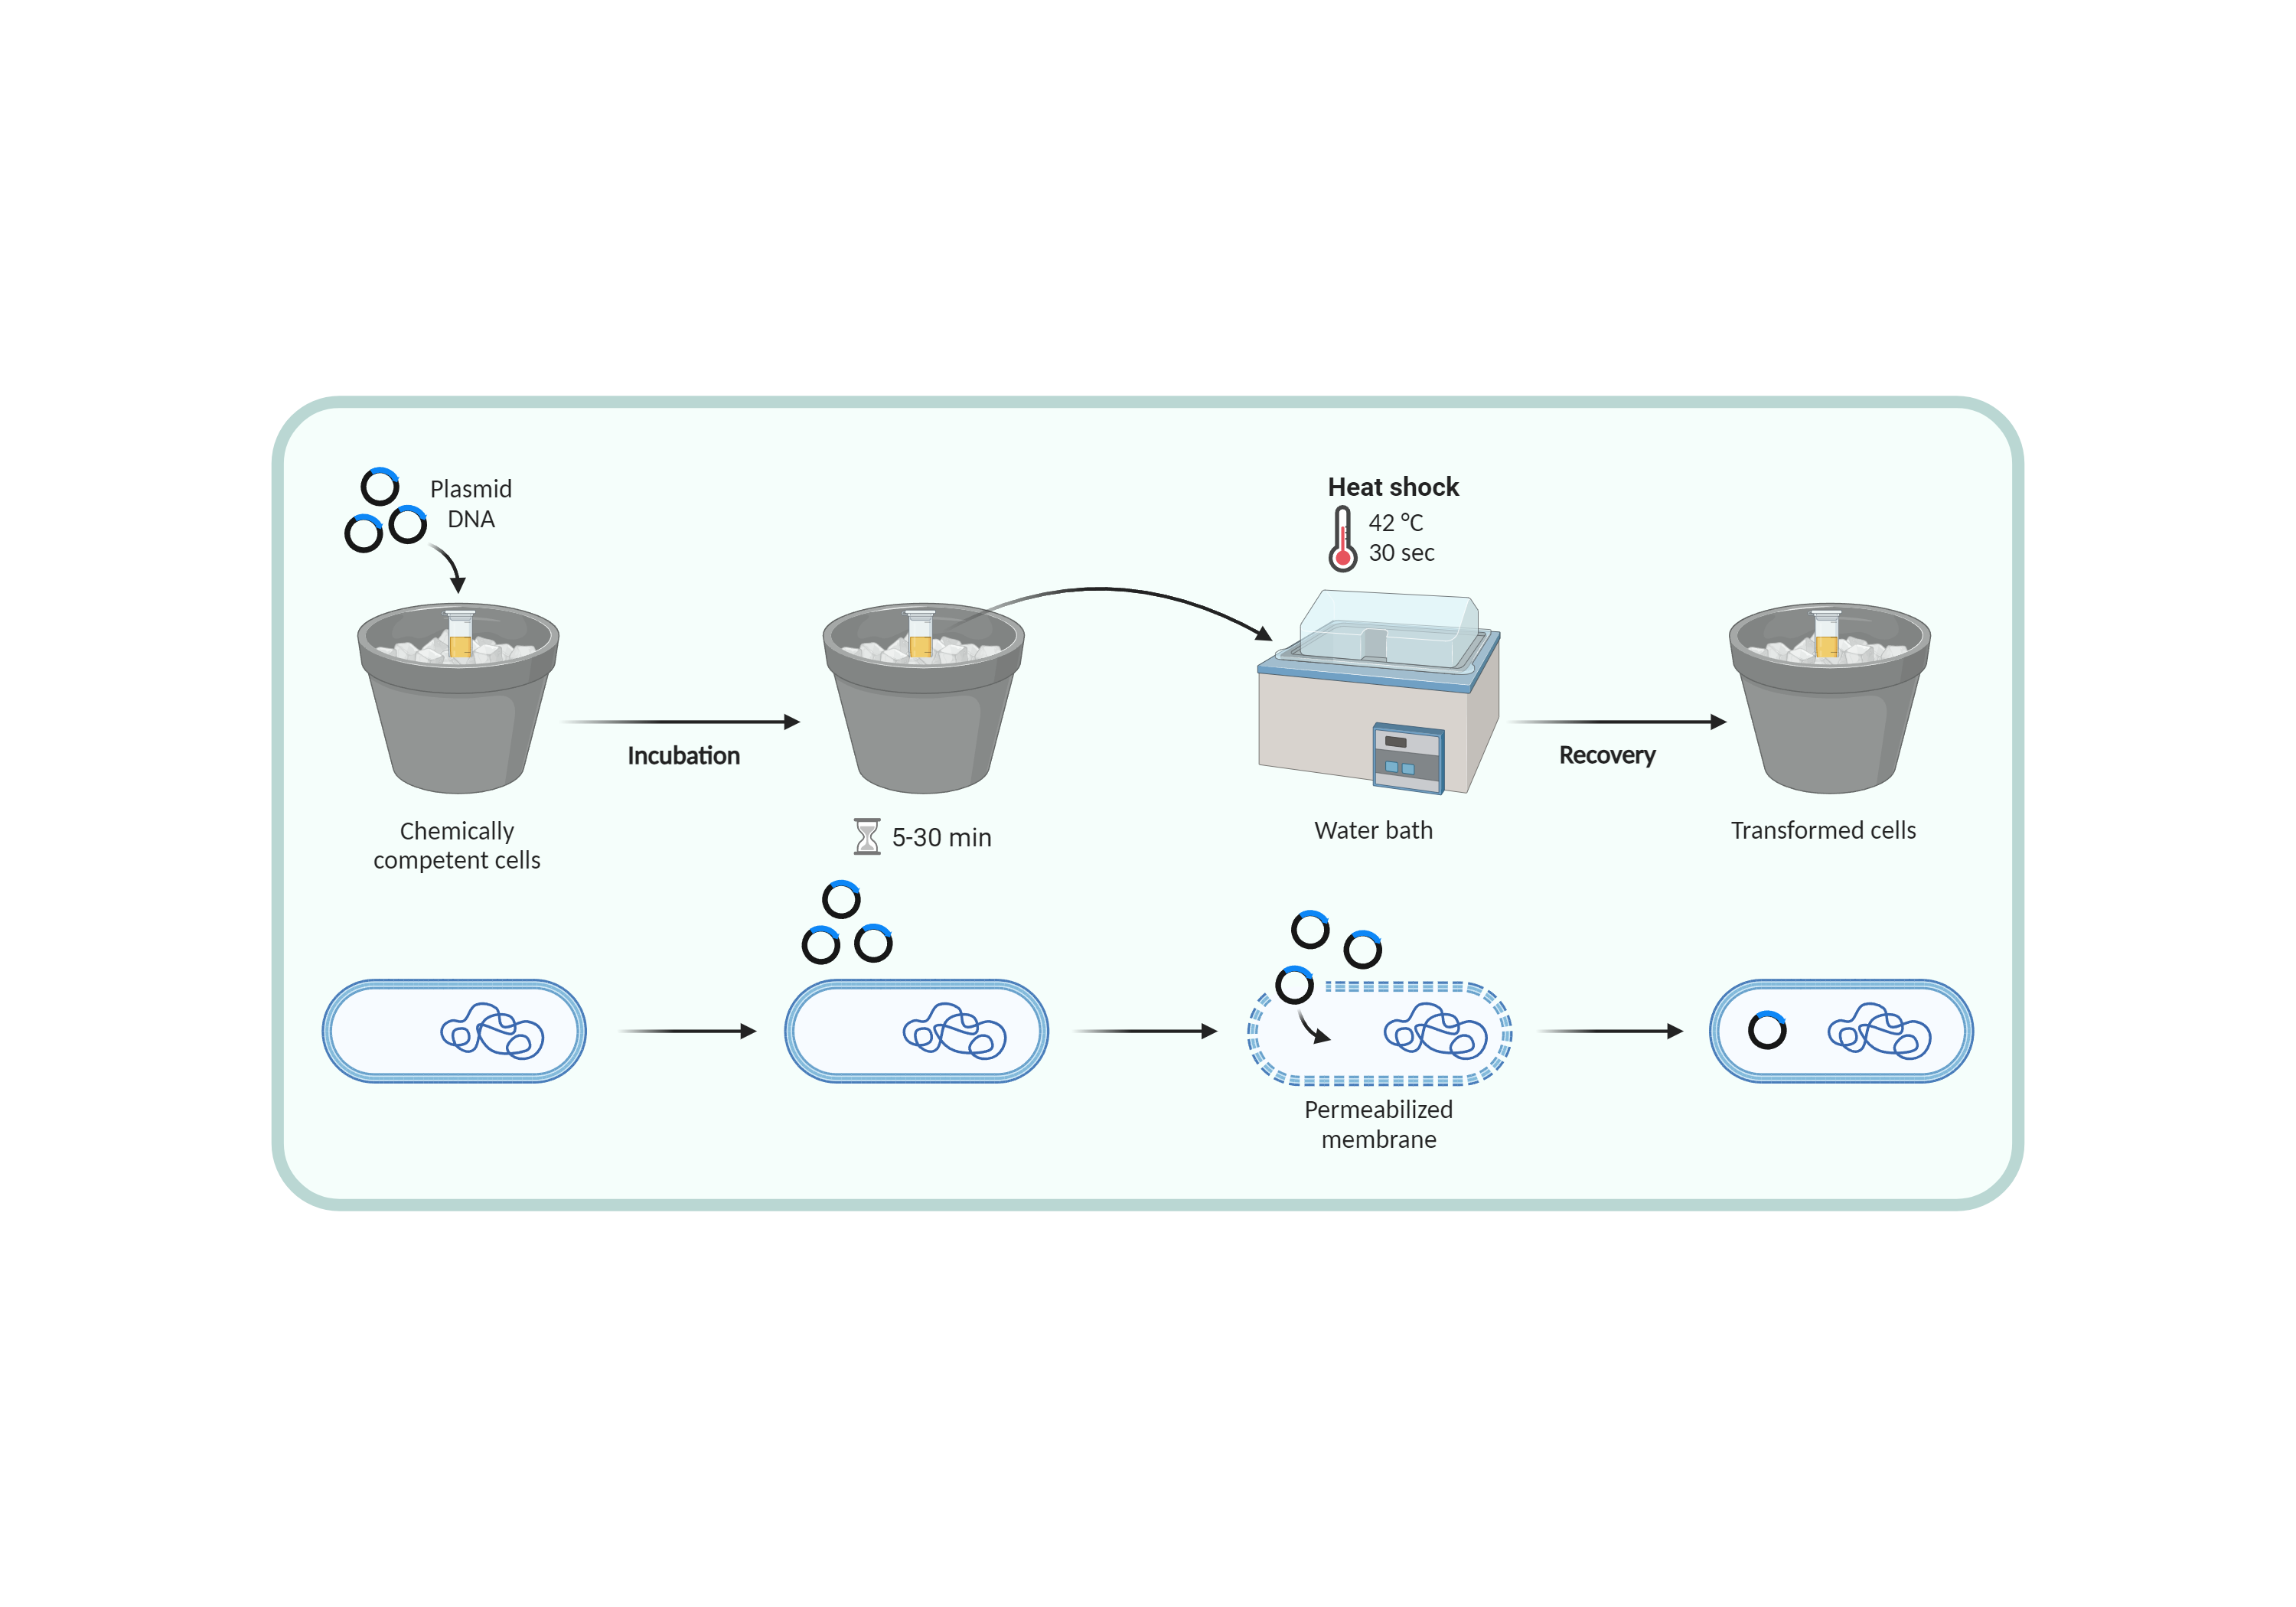 Plasmid
DNA
Heat shock
42 °C
30 sec
Incubation
Recovery
Chemically
competent cells
5-30 min
Water bath
Transformed cells
Permeabilized
membrane